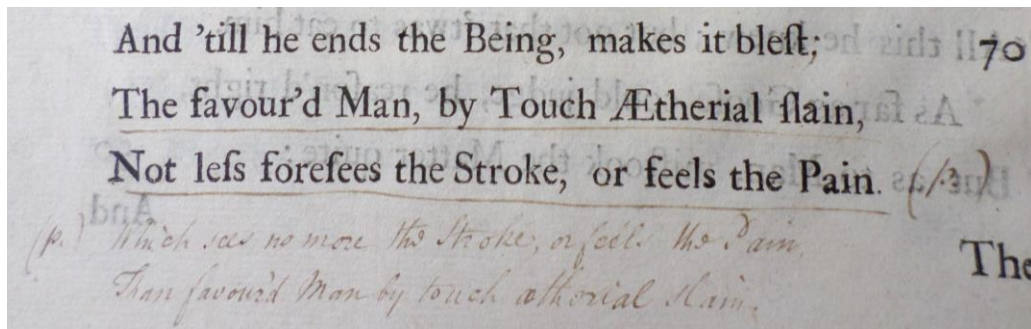 And 'till he ends the Being, makes it bleſt; 70
The favour'd Man, by Touch Ætherial ſlain,
Not leſs foreſees the Stroke, or feels the Pain.
(p.) Which sees no more the Stroke, or feels the Pain,
Than favour'd Man by touch ætherial slain.
The